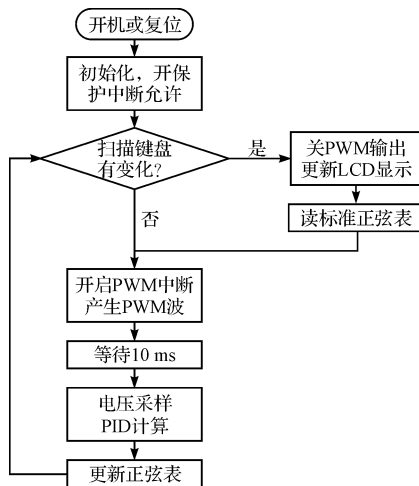 开机或复位
初始化，开保
护中断允许
扫描键盘
有变化?
是
关PWM输出
更新LCD显示
读标准正弦表
否
开启PWM中断
产生PWM波
等待10 ms
电压采样
PID计算
更新正弦表